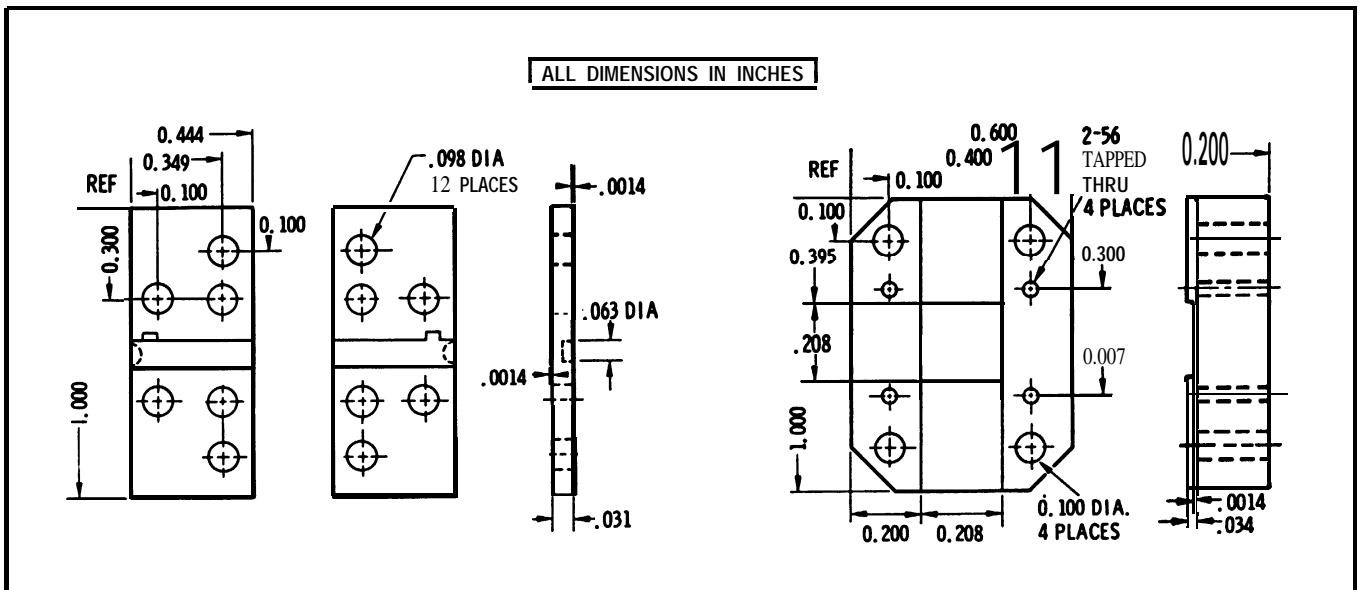 ALL DIMENSIONS IN INCHES
0.444
0.349
REF
0.100
0.100
0.300
1.000
.098 DIA
12 PLACES
.0014
.063 DIA
.0014
.031
0.600
0.400
11
REF
0.100
0.100
0.395
.208
1.000
2-56
TAPPED
THRU
4 PLACES
0.300
0.007
0.200
0.208
0.100 DIA.
4 PLACES
0.200
.0014
.034